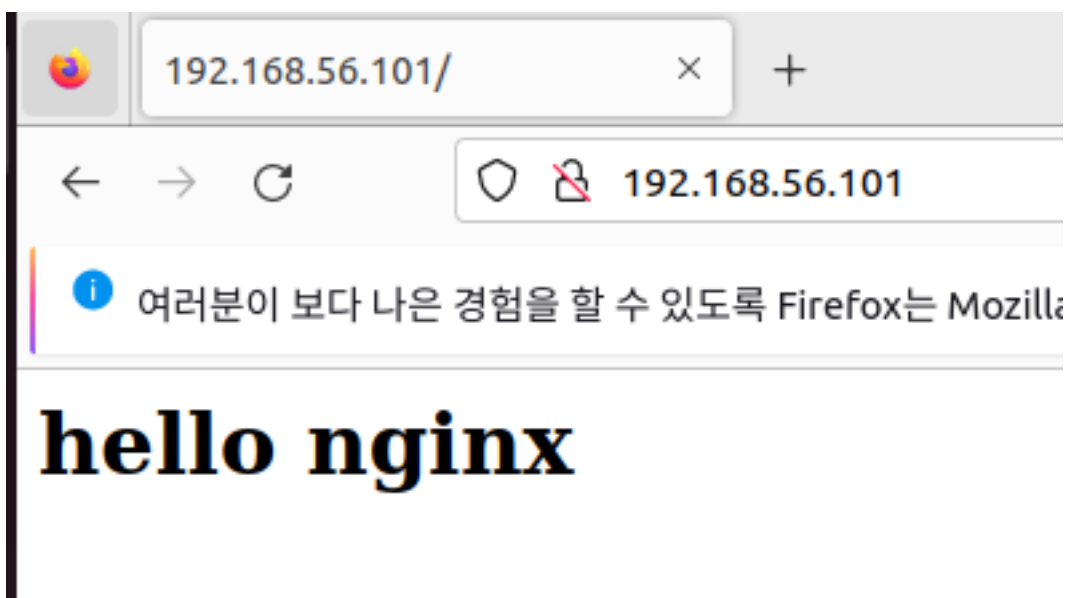 192.168.56.101/
192.168.56.101
여러분이 보다 나은 경험을 할 수 있도록 Firefox는 Mozilla
hello nginx